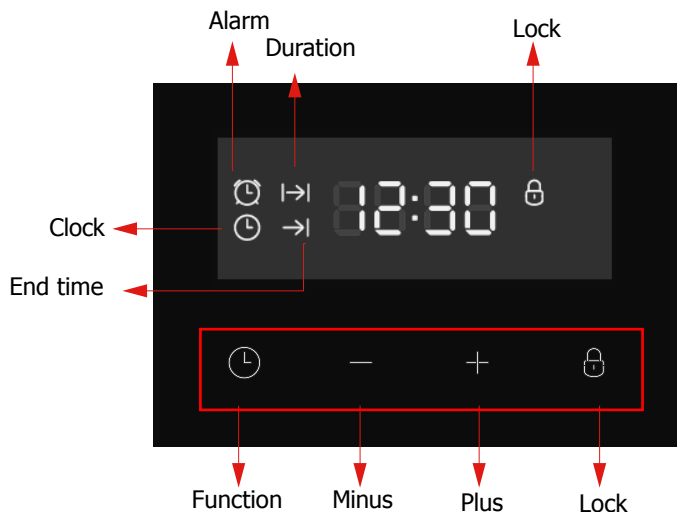 Alarm
Duration
Lock
12:30
Clock
End time
Function
Minus
Plus
Lock